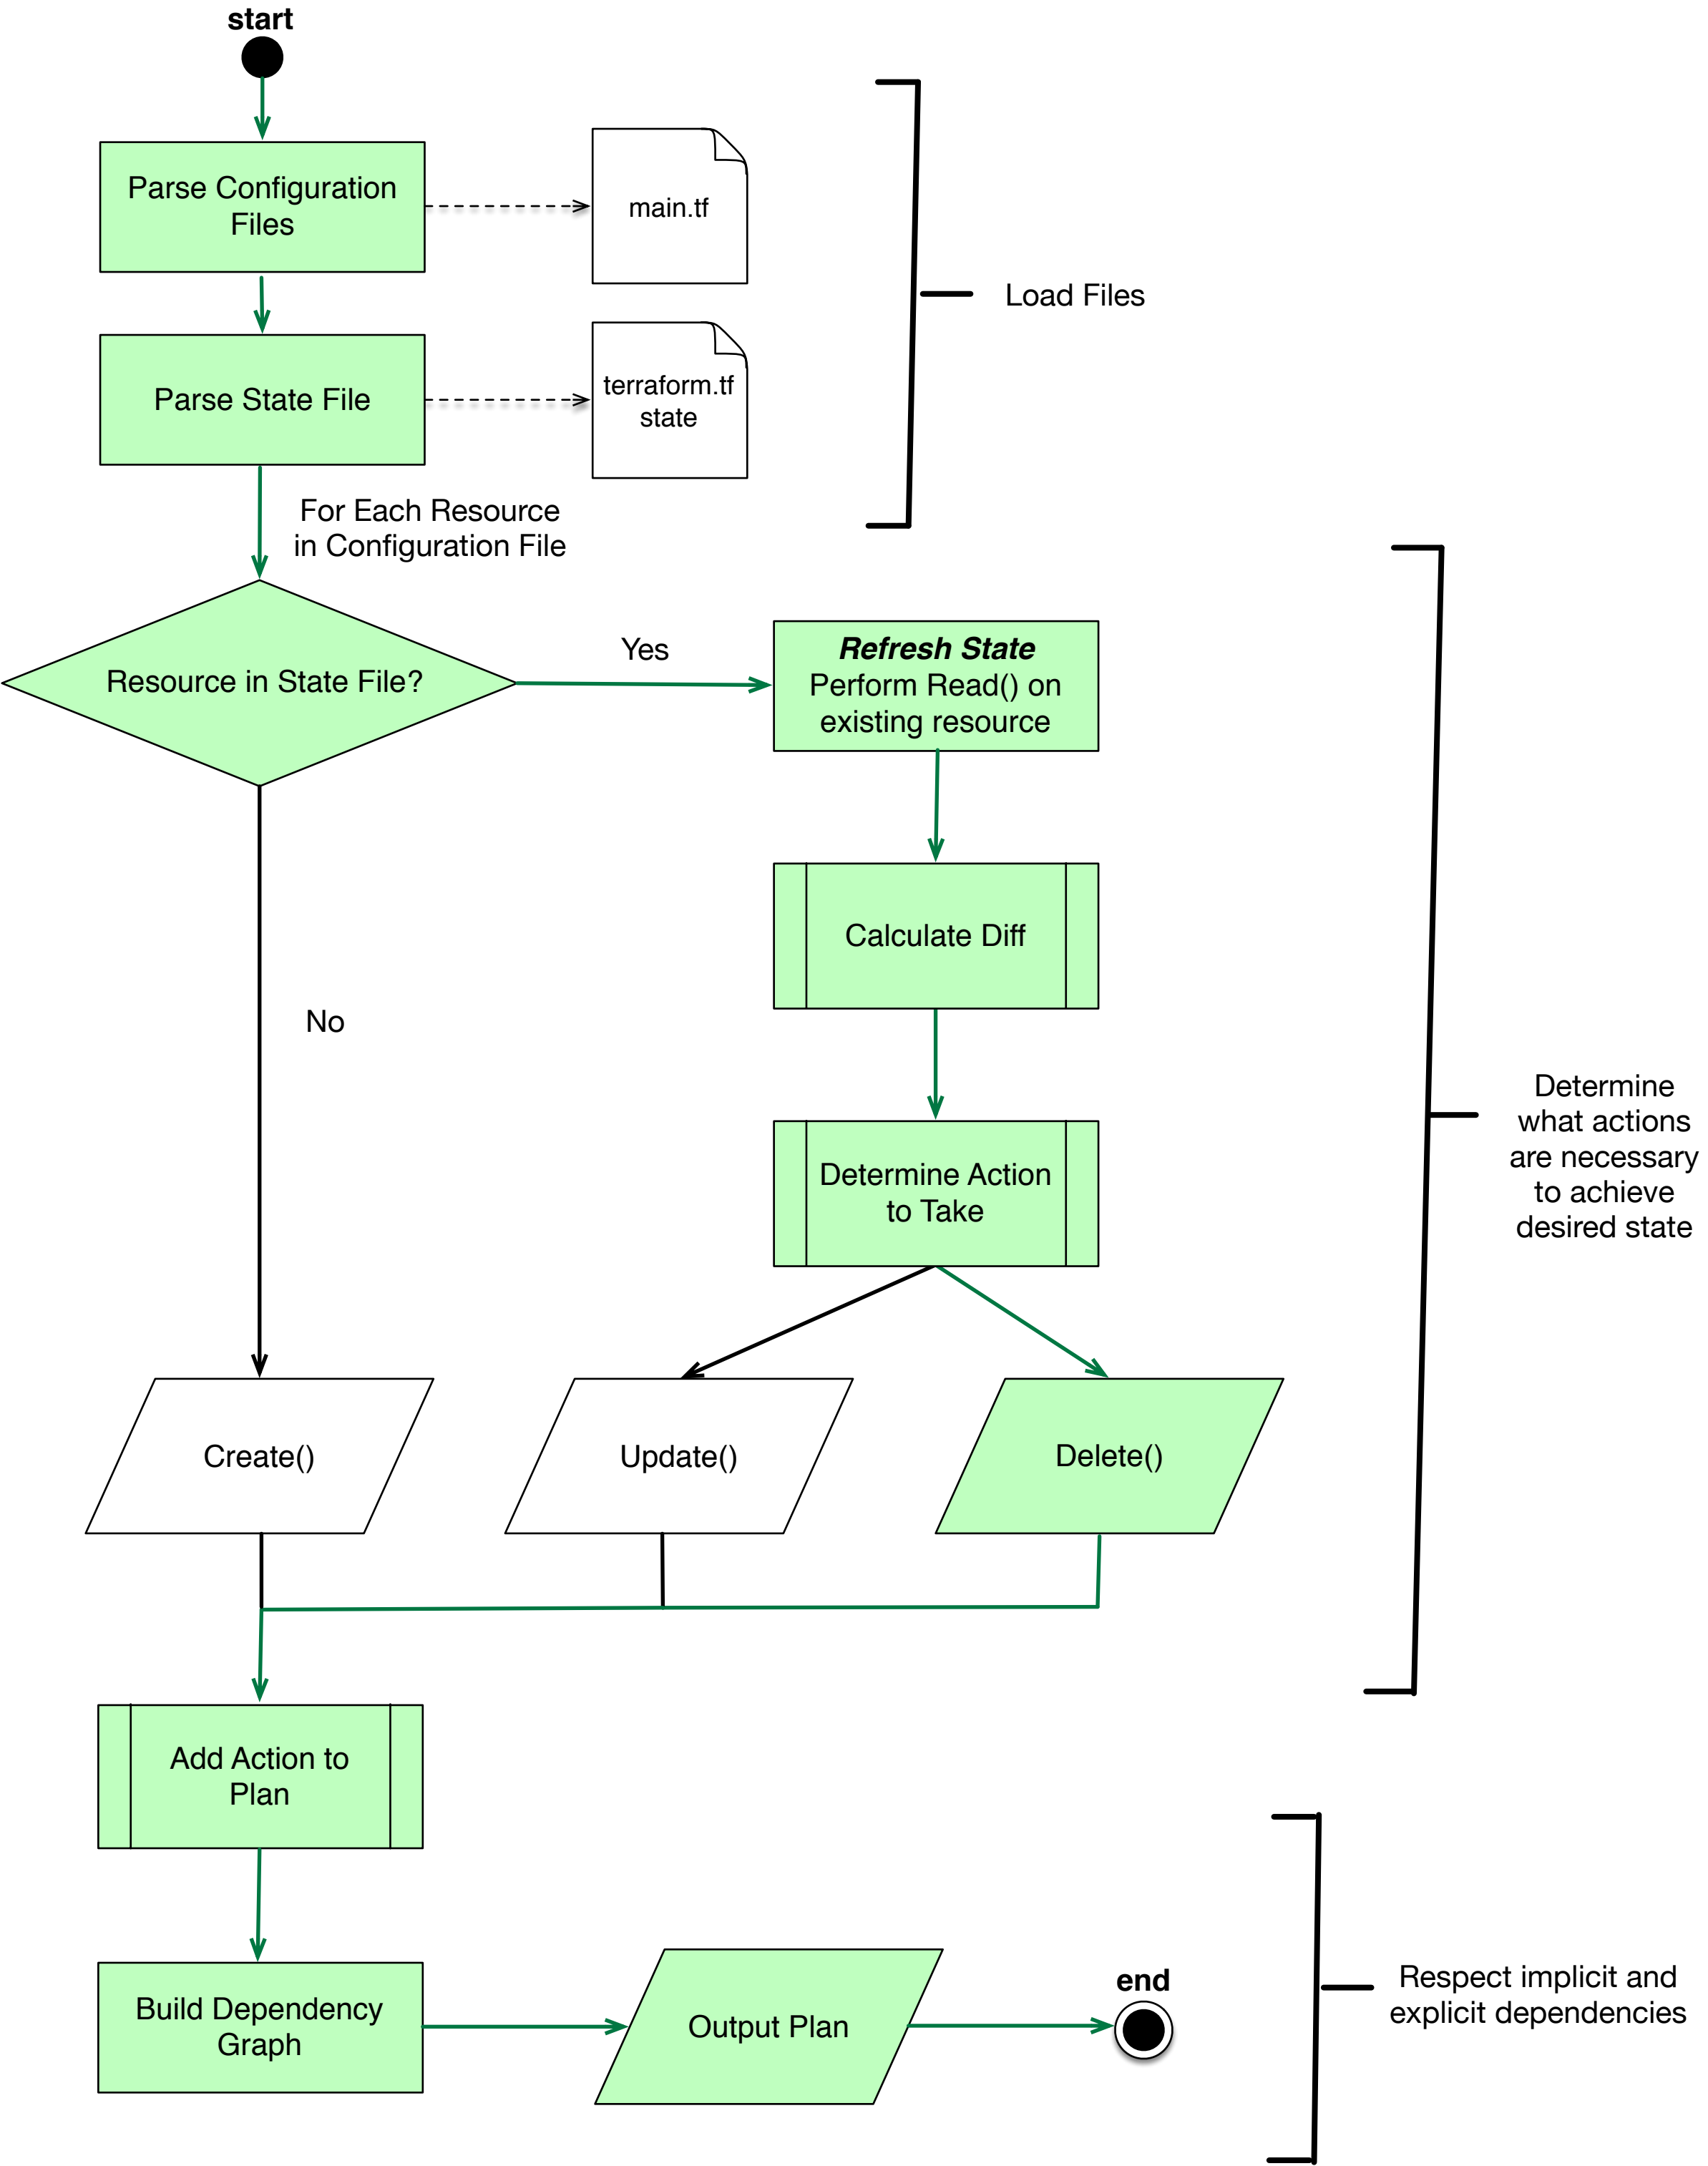 start
Parse Configuration
Files
main.tf
Load Files
Parse State File
terraform.tf
state
For Each Resource
in Configuration File
Resource in State File?
Yes
Refresh State
Perform Read() on
existing resource
Calculate Diff
No
Determine Action
to Take
Determine
what actions
are necessary
to achieve
desired state
Create()
Update()
Delete()
Add Action to
Plan
Build Dependency
Graph
Output Plan
end
Respect implicit and
explicit dependencies